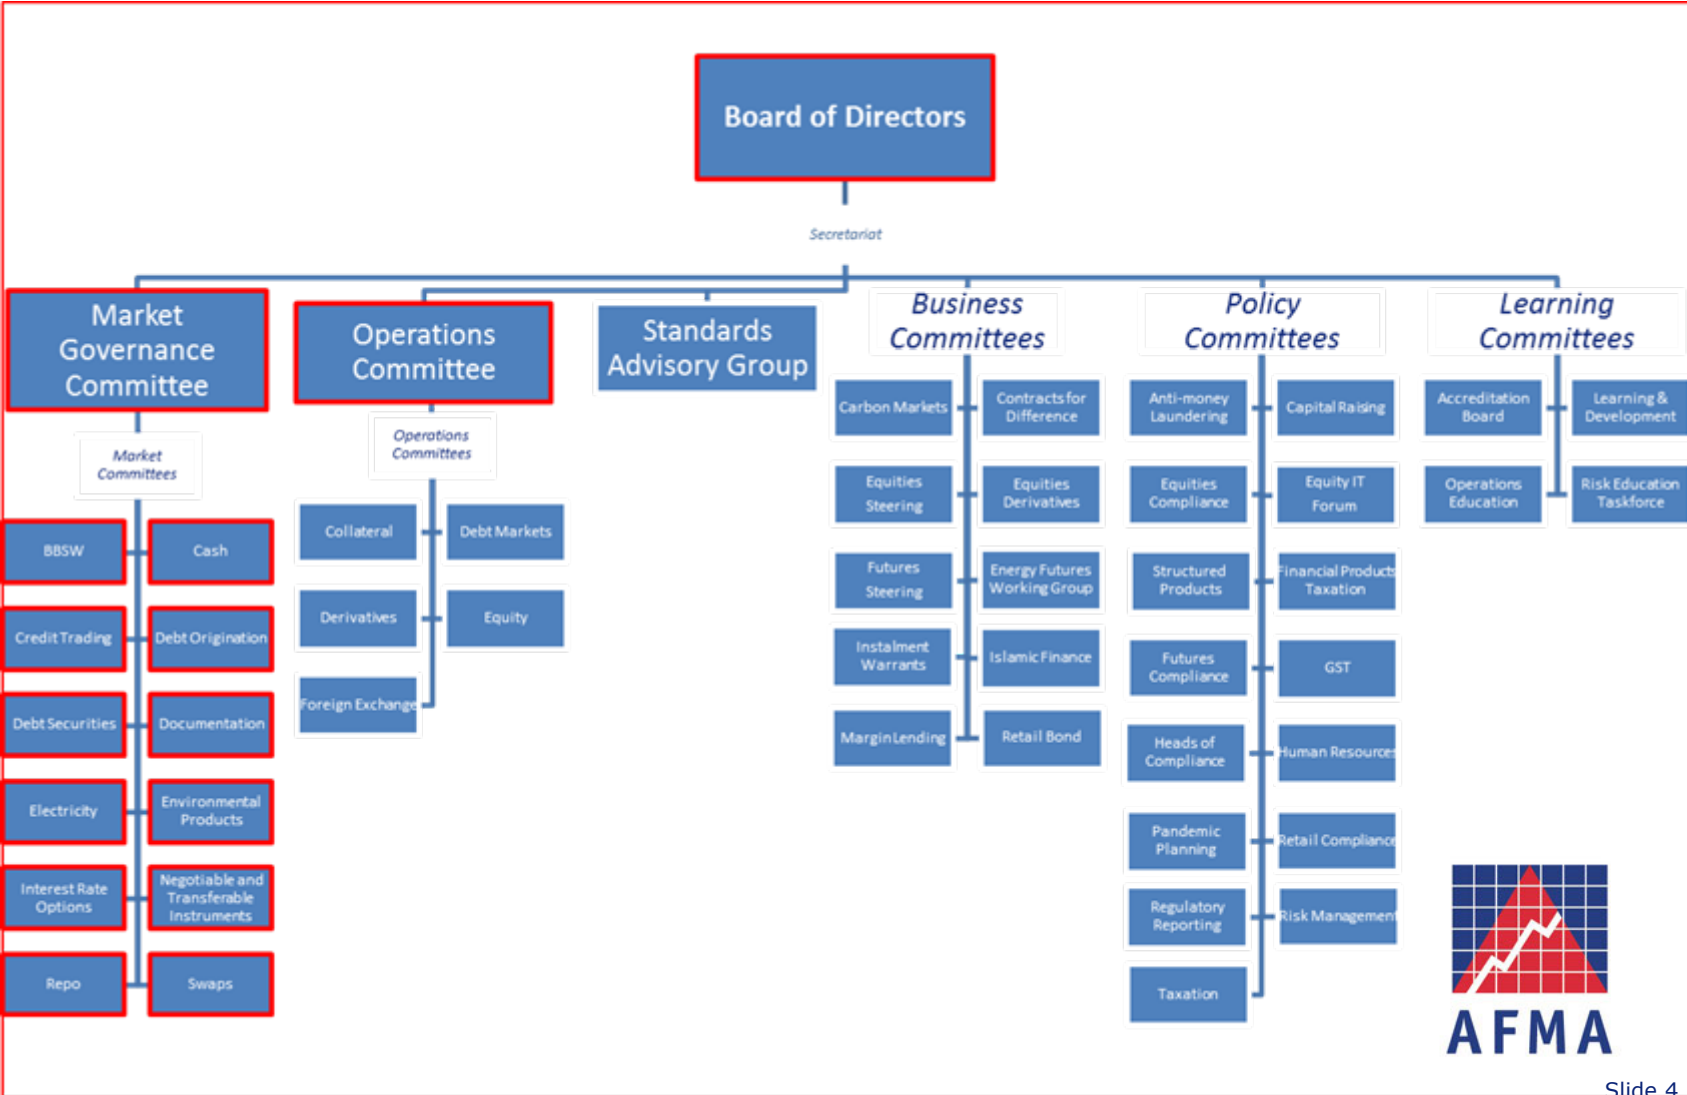 Board of Directors
Secretariat
Market
Governance
Committee
Operations
Committee
Standards
Advisory Group
Business
Committees
Policy
Committees
Learning
Committees
Market
Committees
BBSW
Cash
Credit Trading
Debt Origination
Debt Securities
Documentation
Electricity
Environmental
Products
Interest Rate
Options
Negotiable and
Transferable
Instruments
Repo
Swaps
Operations
Committees
Collateral
Debt Markets
Derivatives
Equity
Foreign Exchange
Carbon Markets
Contracts for
Difference
Equities
Steering
Equities
Derivatives
Futures
Steering
Energy Futures
Working Group
Instalment
Warrants
Islamic Finance
Margin Lending
Retail Bond
Anti-money
Laundering
Capital Raising
Equities
Compliance
Equity IT
Forum
Structured
Products
Financial Products
Taxation
Futures
Compliance
GST
Heads of
Compliance
Human Resources
Pandemic
Planning
Retail Compliance
Regulatory
Reporting
Risk Management
Taxation
Accreditation
Board
Learning &
Development
Operations
Education
Risk Education
Taskforce
AFMA
Slide 4